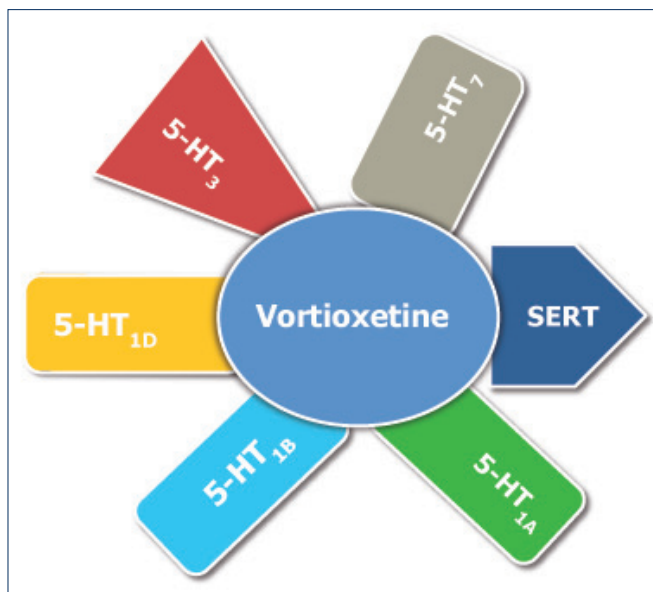 5-HT7
5-HT3
Vortioxetine
SERT
5-HT1D
5-HT1B
5-HT1A